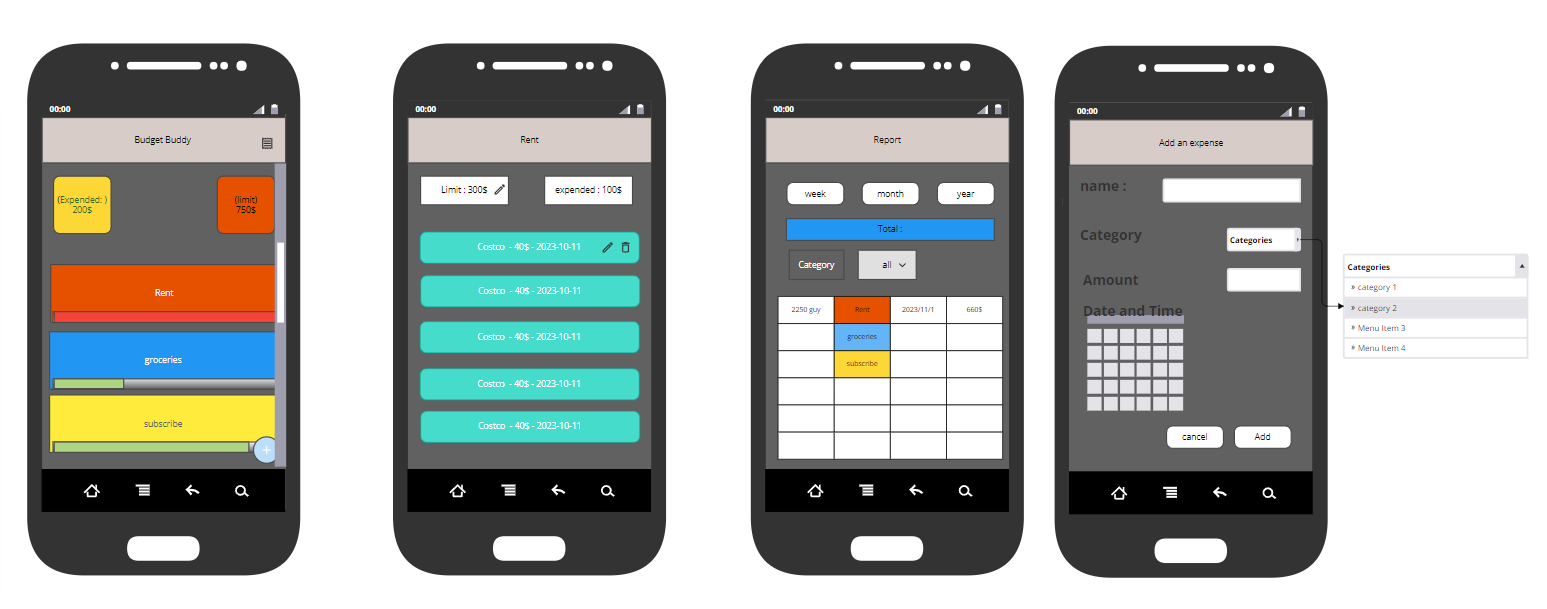 00:00
Budget Buddy
(Expended: )
200$
(limit)
750$
Rent
groceries
subscribe
+
00:00
Rent
Limit : 300$
expended : 100$
Costco - 40$ - 2023-10-11
Costco - 40$ - 2023-10-11
Costco - 40$ - 2023-10-11
Costco - 40$ - 2023-10-11
Costco - 40$ - 2023-10-11
00:00
Report
week
month
year
Total :
Category
all
2250 guy
Rent
2023/11/1
660$
groceries
subscribe
00:00
Add an expense
name :
Category
Categories
Amount
Date and Time
cancel
Add
Categories
» category 1
» category 2
» Menu Item 3
» Menu Item 4